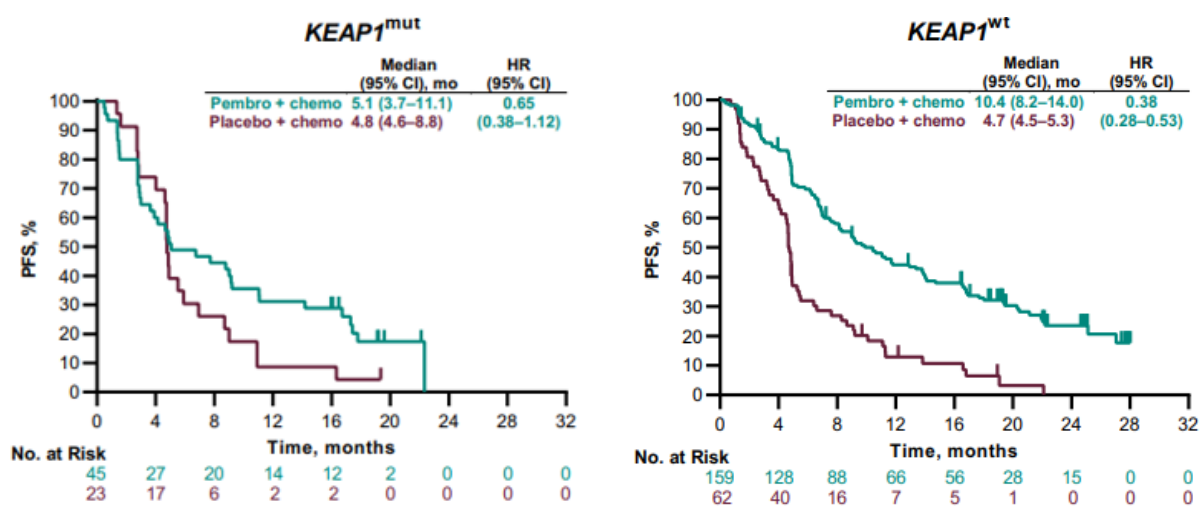 KEAP1mut
Median HR
(95% CI), mo (95% CI)
Pembro + chemo 5.1 (3.7–11.1) 0.65
Placebo + chemo 4.8 (4.6–8.8) (0.38–1.12)
PFS, %
100
90
80
70
60
50
40
30
20
10
0
0 4 8 12 16 20 24 28 32
Time, months
No. at Risk
45 27 20 14 12 2 0 0 0
23 17 6 2 2 0 0 0 0
KEAP1wt
Median HR
(95% CI), mo (95% CI)
Pembro + chemo 10.4 (8.2–14.0) 0.38
Placebo + chemo 4.7 (4.5–5.3) (0.28–0.53)
PFS, %
100
90
80
70
60
50
40
30
20
10
0
0 4 8 12 16 20 24 28 32
Time, months
No. at Risk
159 128 88 66 56 28 15 0 0
62 40 16 7 5 1 0 0 0